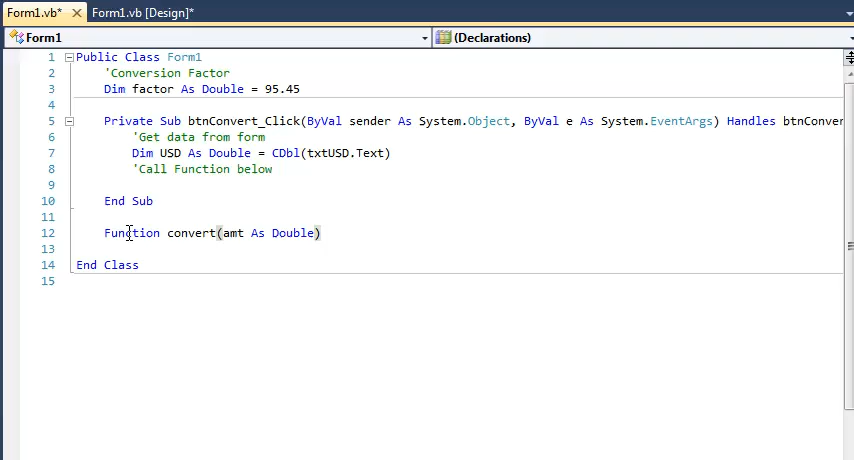 Form1.vb* Form1.vb [Design]*
Form1 (Declarations)
1 Public Class Form1
2 'Conversion Factor
3 Dim factor As Double = 95.45
4
5 Private Sub btnConvert_Click(ByVal sender As System.Object, ByVal e As System.EventArgs) Handles btnConver
6 'Get data from form
7 Dim USD As Double = CDbl(txtUSD.Text)
8 'Call Function below
9
10 End Sub
11
12 Function convert(amt As Double)
13
14 End Class
15